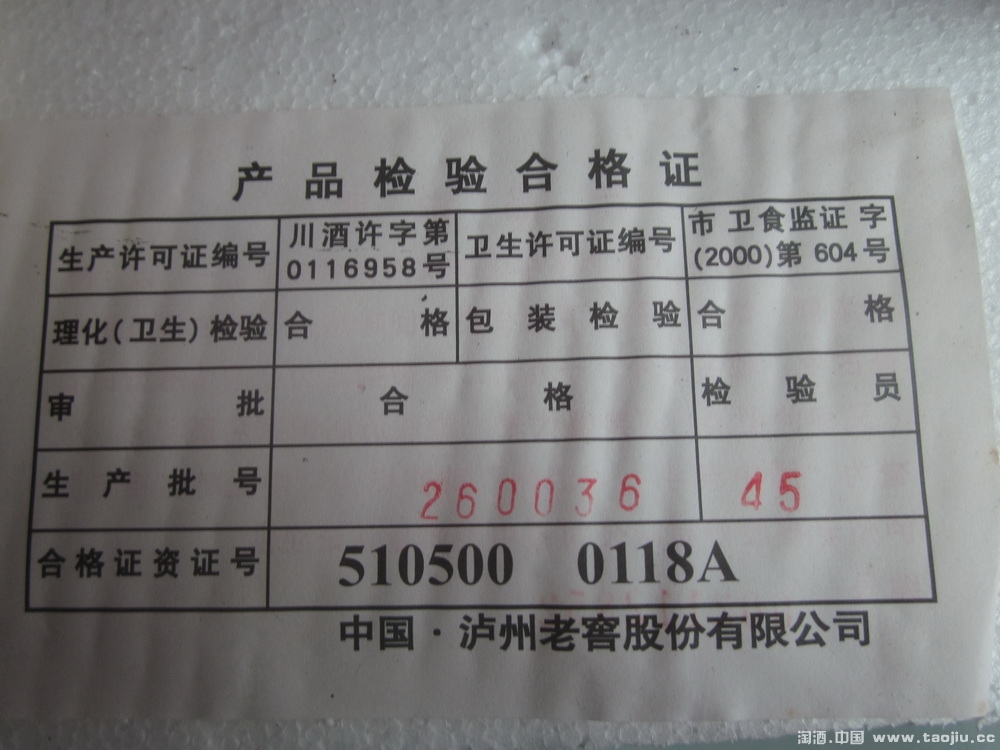 产品检验合格证
生产许可证编号 川酒许字第0116958号 卫生许可证编号 市卫食监证字(2000)第604号
理化(卫生)检验 合格 包装检验 合格
审批 合格 检验员
生产批号 260036 45
合格证资证号 510500 0118A
中国·泸州老窖股份有限公司
淘酒.中国 www.taojiu.cc